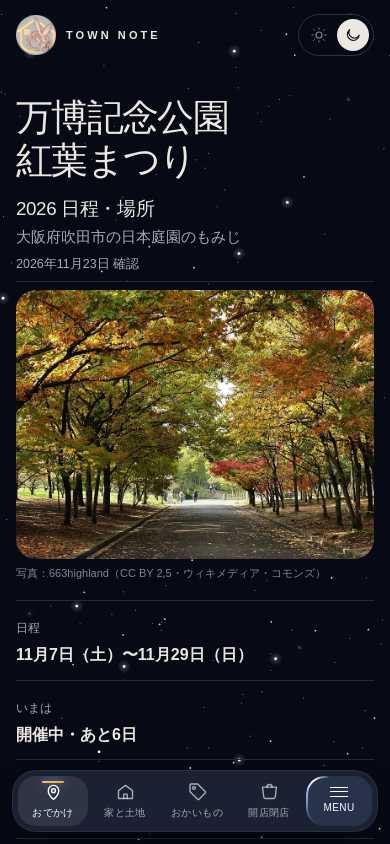 TOWN NOTE
万博記念公園
紅葉まつり
2026 日程・場所
大阪府吹田市の日本庭園のもみじ
2026年11月23日 確認
写真：663highland（CC BY 2.5・ウィキメディア・コモンズ）
日程
11月7日（土）〜11月29日（日）
いまは
開催中・あと6日
おでかけ
家と土地
おかいもの
開店閉店
MENU